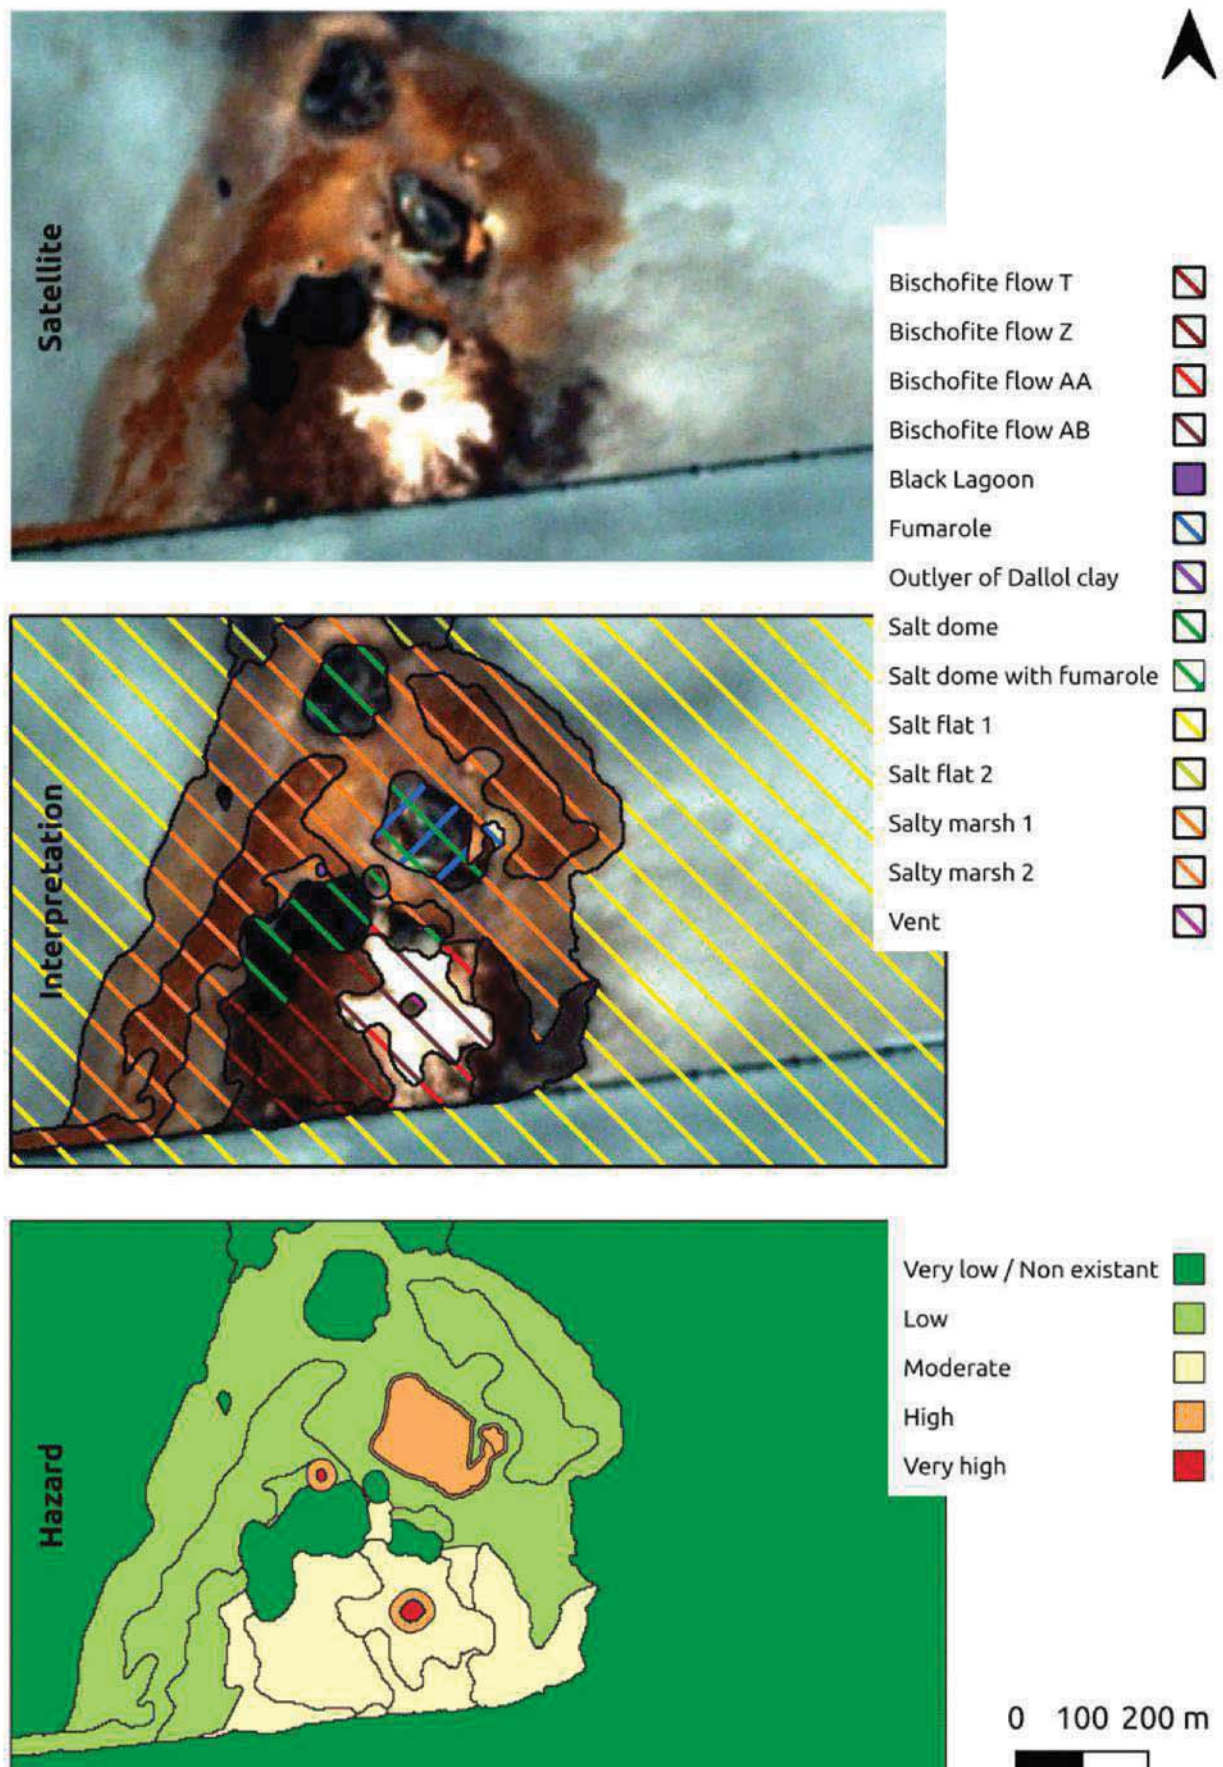 Satellite
Bischofite flow T
Bischofite flow Z
Bischofite flow AA
Bischofite flow AB
Black Lagoon
Fumarole
Outlyer of Dallol clay
Salt dome
Salt dome with fumarole
Salt flat 1
Salt flat 2
Salty marsh 1
Salty marsh 2
Vent
Interpretation
Very low / Non existant
Low
Moderate
High
Very high
Hazard
0 100 200 m